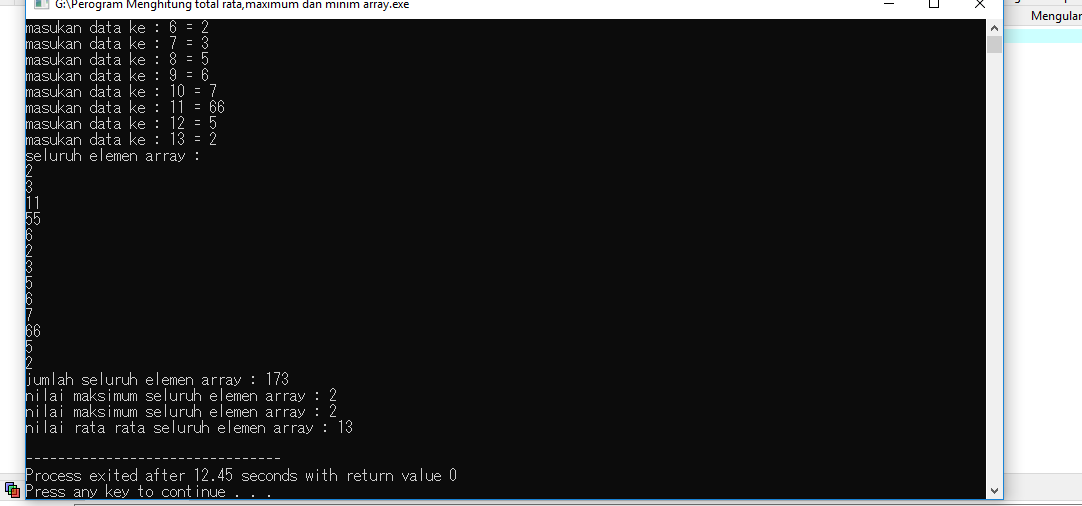 G:\Perogram Menghitung total rata,maximum dan minim array.exe
Mengular
masukan data ke : 6 = 2
masukan data ke : 7 = 3
masukan data ke : 8 = 5
masukan data ke : 9 = 6
masukan data ke : 10 = 7
masukan data ke : 11 = 66
masukan data ke : 12 = 5
masukan data ke : 13 = 2
seluruh elemen array :
2
3
11
55
6
2
3
5
6
7
66
5
2
jumlah seluruh elemen array : 173
nilai maksimum seluruh elemen array : 2
nilai maksimum seluruh elemen array : 2
nilai rata rata seluruh elemen array : 13
--------------------------------
Process exited after 12.45 seconds with return value 0
Press any key to continue . . .